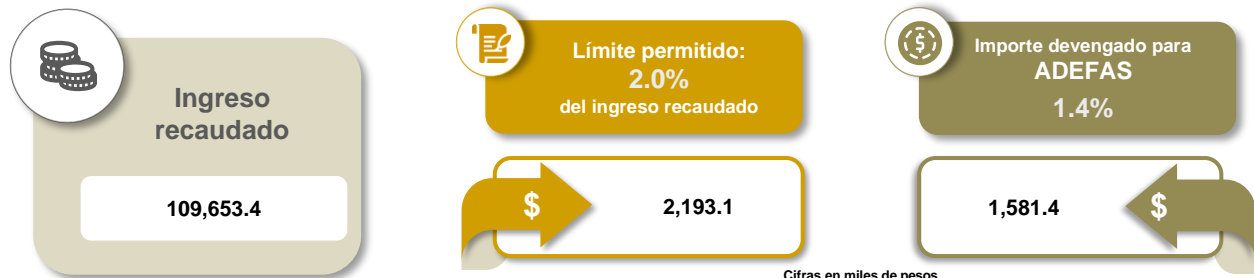 Ingreso
recaudado
109,653.4
Límite permitido:
2.0%
del ingreso recaudado
$
2,193.1
Importe devengado para
ADEFAS
1.4%
1,581.4
$
Cifras en miles de pesos